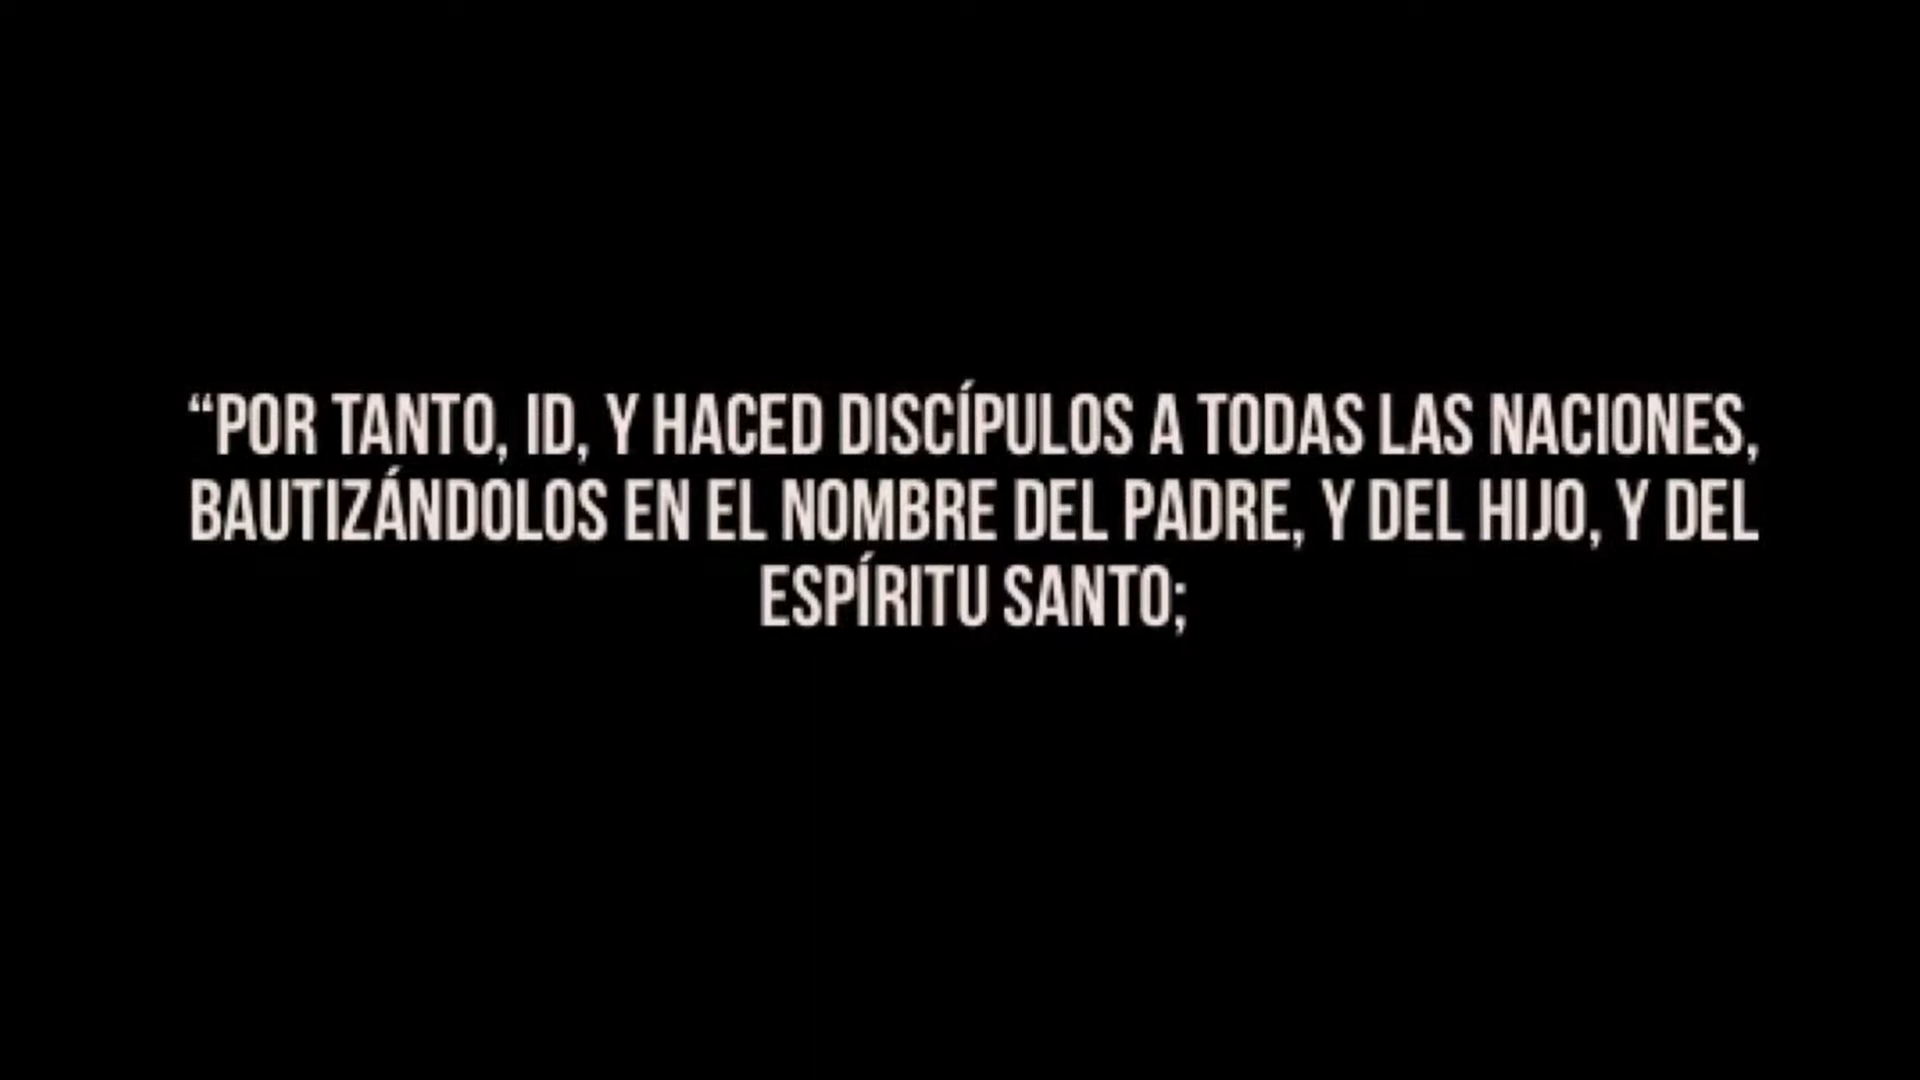 “POR TANTO, ID, Y HACED DISCÍPULOS A TODAS LAS NACIONES,
BAUTIZÁNDOLOS EN EL NOMBRE DEL PADRE, Y DEL HIJO, Y DEL
ESPÍRITU SANTO;